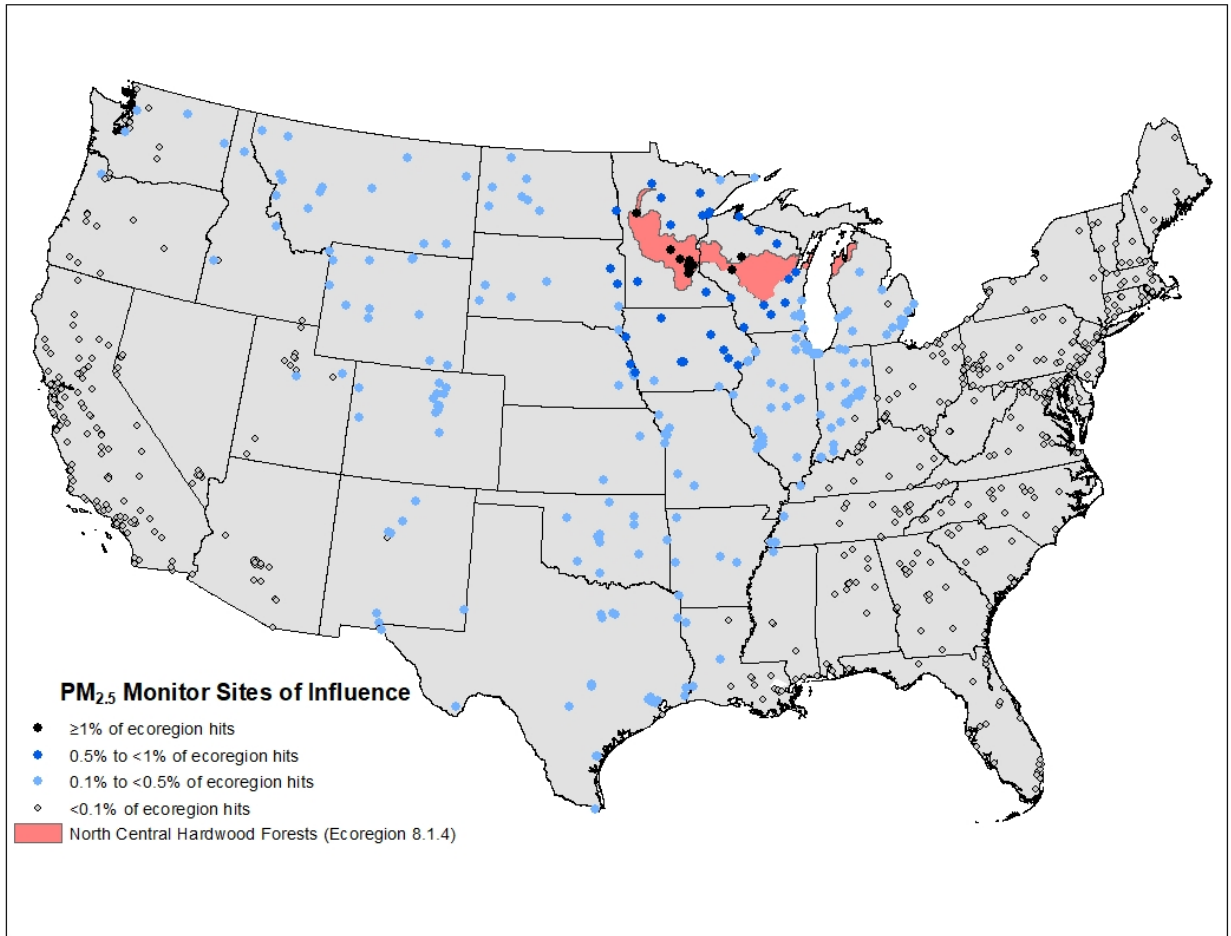 PM2.5 Monitor Sites of Influence
≥1% of ecoregion hits
0.5% to <1% of ecoregion hits
0.1% to <0.5% of ecoregion hits
<0.1% of ecoregion hits
North Central Hardwood Forests (Ecoregion 8.1.4)